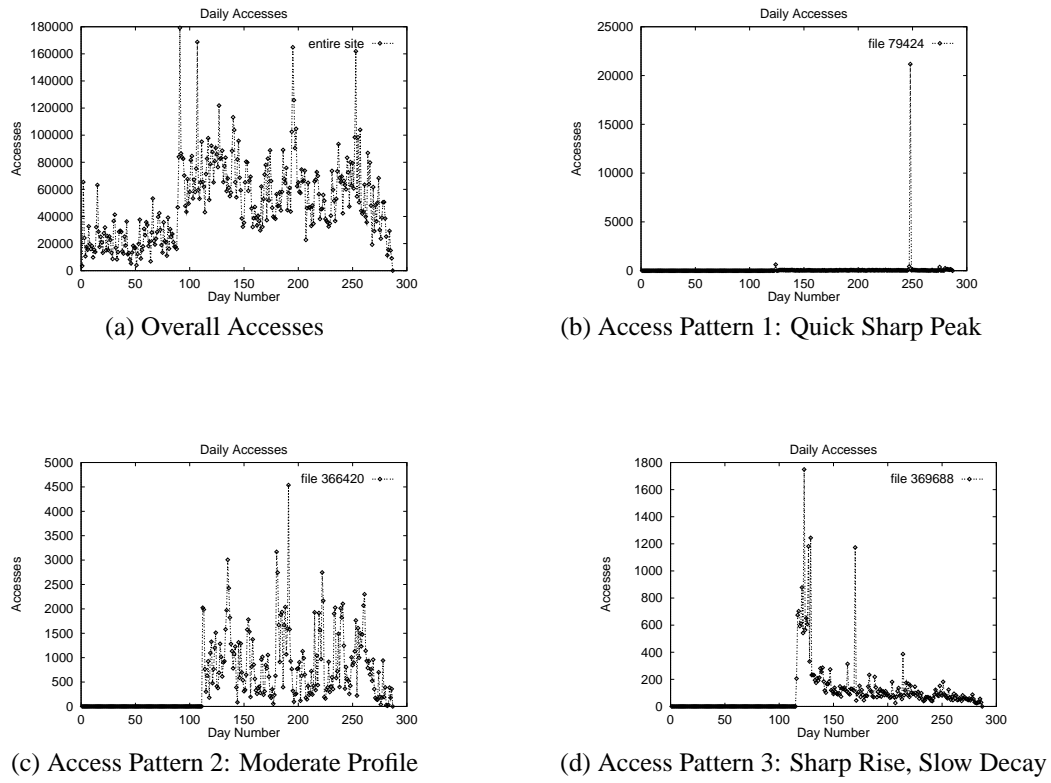 Daily Accesses
entire site
180000
160000
140000
120000
100000
80000
60000
40000
20000
0
Accesses
0 50 100 150 200 250 300
Day Number
(a) Overall Accesses
Daily Accesses
file 79424
25000
20000
15000
10000
5000
0
Accesses
0 50 100 150 200 250 300
Day Number
(b) Access Pattern 1: Quick Sharp Peak
Daily Accesses
file 366420
5000
4500
4000
3500
3000
2500
2000
1500
1000
500
0
Accesses
0 50 100 150 200 250 300
Day Number
(c) Access Pattern 2: Moderate Profile
Daily Accesses
file 369688
1800
1600
1400
1200
1000
800
600
400
200
0
Accesses
0 50 100 150 200 250 300
Day Number
(d) Access Pattern 3: Sharp Rise, Slow Decay